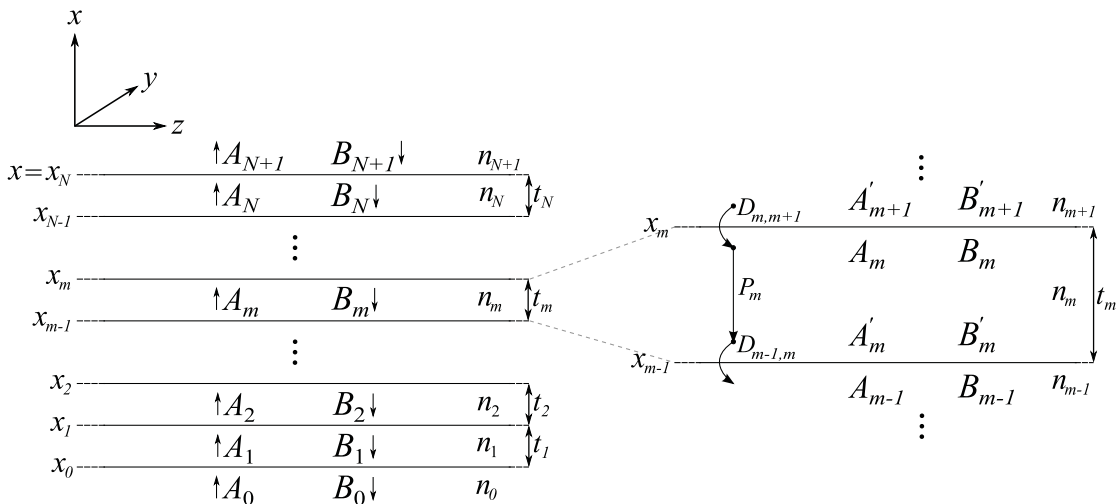 x
y
z
x=x_N ↑A_{N+1} B_{N+1}↓ n_{N+1}
↑A_N B_N↓ n_N t_N
x_{N-1}
⋮
x_m
↑A_m B_m↓ n_m t_m
x_{m-1}
⋮
x_2
↑A_2 B_2↓ n_2 t_2
x_1
↑A_1 B_1↓ n_1 t_1
x_0
↑A_0 B_0↓ n_0
⋮
D_{m,m+1} A'_{m+1} B'_{m+1} n_{m+1}
x_m
A_m B_m
P_m n_m t_m
A'_m B'_m
D_{m-1,m}
x_{m-1}
A_{m-1} B_{m-1} n_{m-1}
⋮